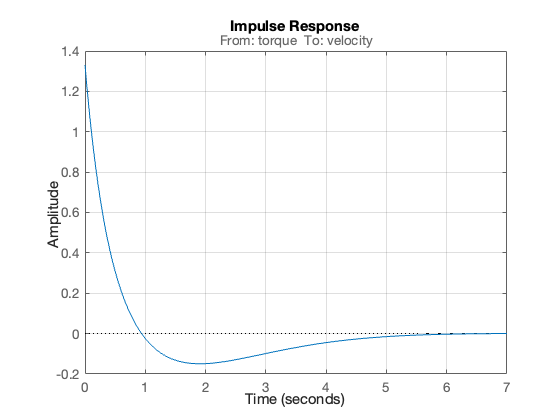 Impulse Response
From: torque  To: velocity
1.4
1.2
1
0.8
0.6
0.4
0.2
0
-0.2
Amplitude
0 1 2 3 4 5 6 7
Time (seconds)